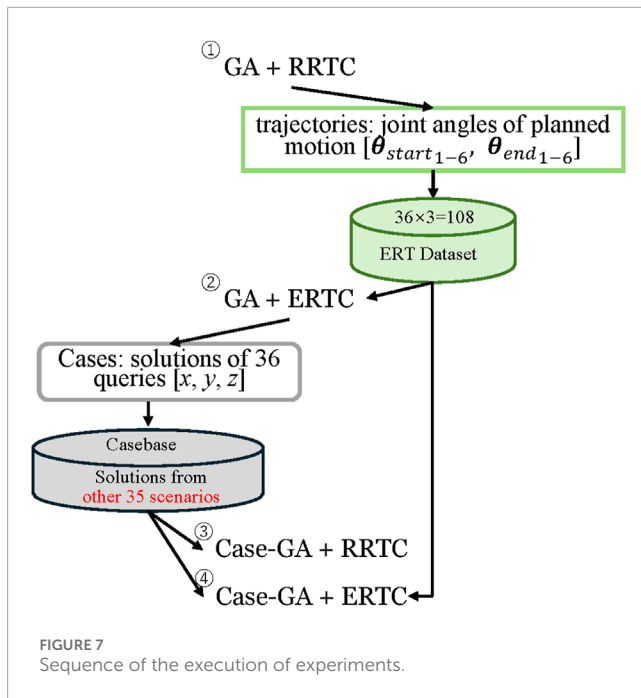 ① GA + RRTC
trajectories: joint angles of planned
motion [θstart1−6, θend1−6]
36×3=108
ERT Dataset
② GA + ERTC
Cases: solutions of 36
queries [x, y, z]
Casebase
Solutions from
other 35 scenarios
③ Case-GA + RRTC
④ Case-GA + ERTC
FIGURE 7
Sequence of the execution of experiments.